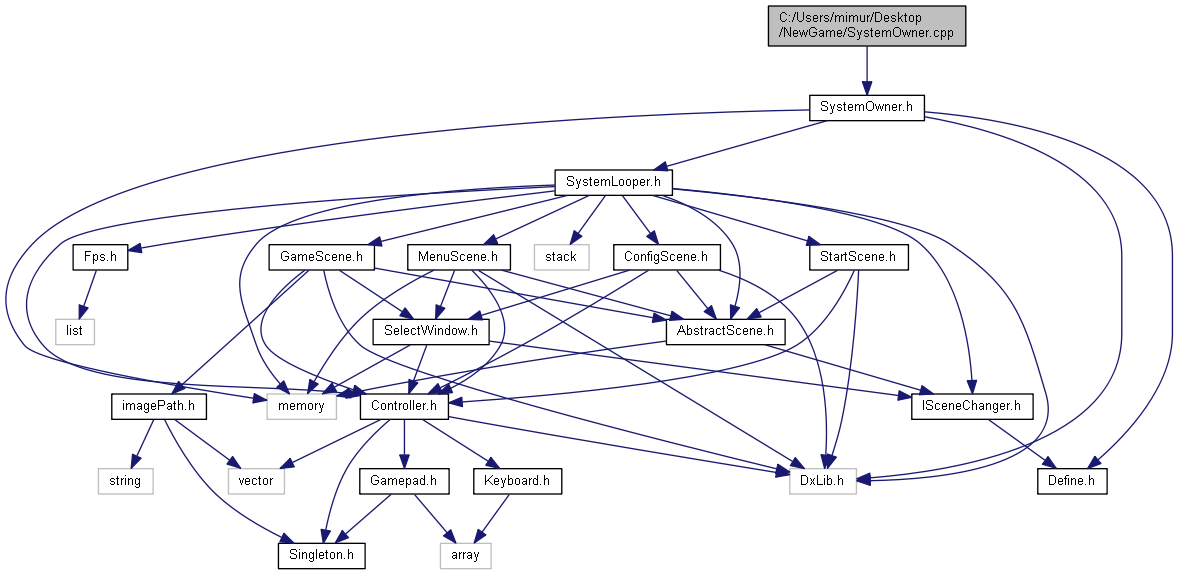 C:/Users/mimur/Desktop
/NewGame/SystemOwner.cpp
SystemOwner.h
SystemLooper.h
Fps.h
GameScene.h
MenuScene.h
stack
ConfigScene.h
StartScene.h
list
SelectWindow.h
AbstractScene.h
imagePath.h
memory
Controller.h
ISceneChanger.h
string
vector
Gamepad.h
Keyboard.h
DxLib.h
Define.h
Singleton.h
array